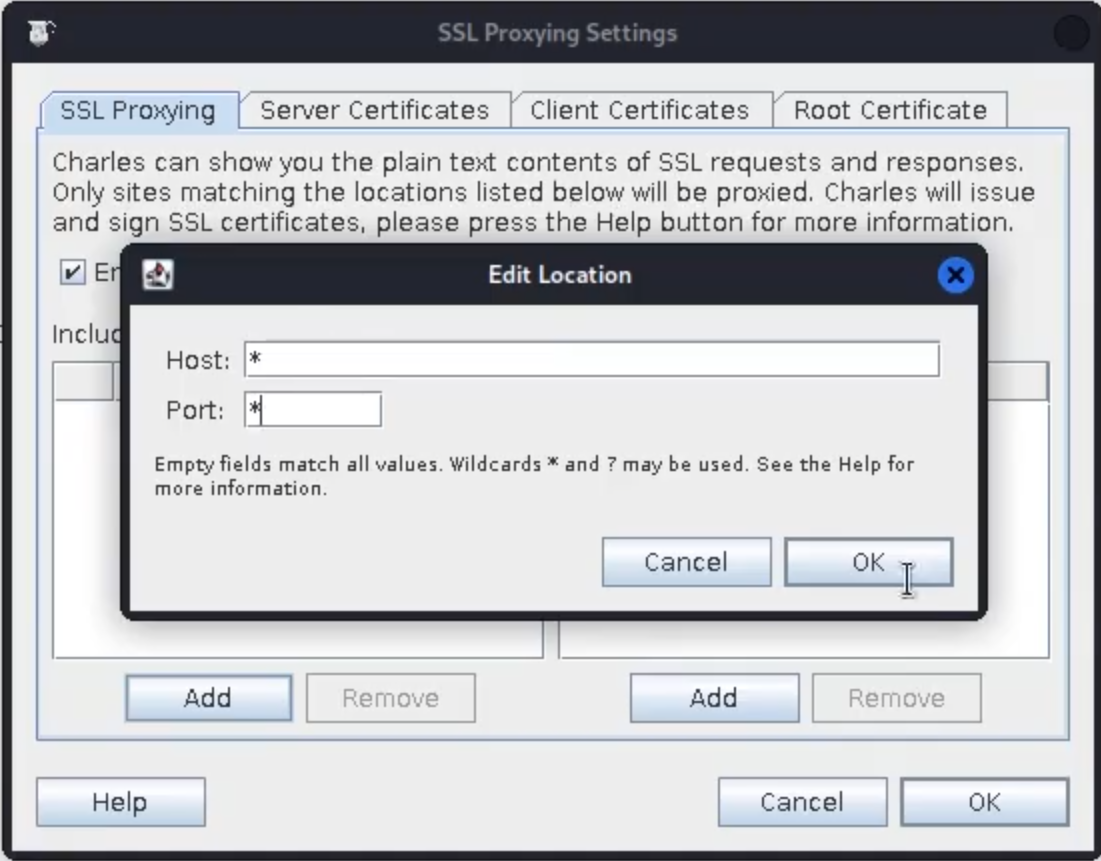 SSL Proxying Settings
SSL Proxying
Server Certificates
Client Certificates
Root Certificate
Charles can show you the plain text contents of SSL requests and responses.
Only sites matching the locations listed below will be proxied. Charles will issue
and sign SSL certificates, please press the Help button for more information.
Edit Location
Host: *
Port: *
Empty fields match all values. Wildcards * and ? may be used. See the Help for
more information.
Cancel
OK
Add
Remove
Add
Remove
Help
Cancel
OK